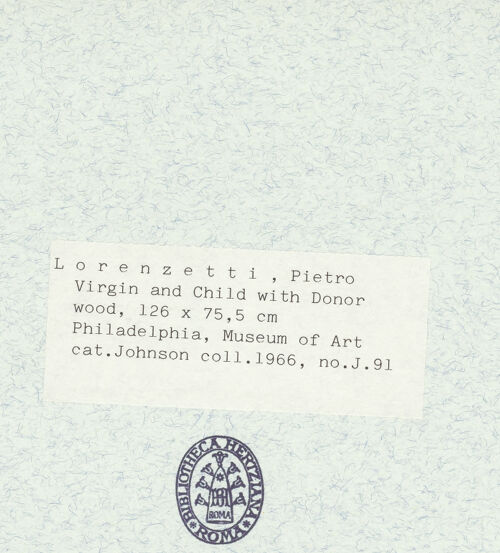 L o r e n z e t t i , Pietro
Virgin and Child with Donor
wood, 126 x 75,5 cm
Philadelphia, Museum of Art
cat.Johnson coll.1966, no.J.91
BIBLIOTHECA HERTZIANA
ROMA
* ROMA *